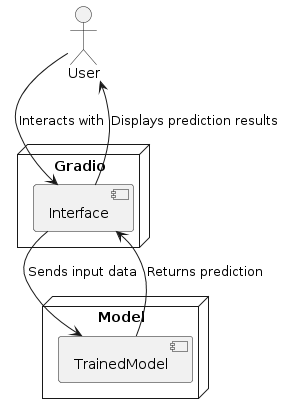 User
Interacts with
Displays prediction results
Gradio
Interface
Sends input data
Returns prediction
Model
TrainedModel